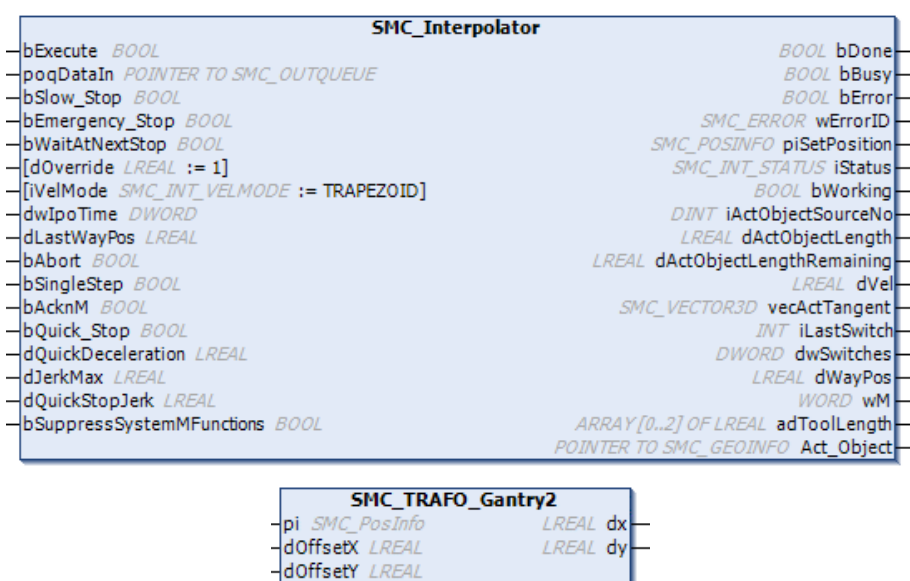 SMC_Interpolator
bExecute BOOL BOOL bDone
poqDataIn POINTER TO SMC_OUTQUEUE BOOL bBusy
bSlow_Stop BOOL BOOL bError
bEmergency_Stop BOOL SMC_ERROR wErrorID
bWaitAtNextStop BOOL SMC_POSINFO piSetPosition
[dOverride LREAL := 1] SMC_INT_STATUS iStatus
[iVelMode SMC_INT_VELMODE := TRAPEZOID] BOOL bWorking
dwIpoTime DWORD DINT iActObjectSourceNo
dLastWayPos LREAL LREAL dActObjectLength
bAbort BOOL LREAL dActObjectLengthRemaining
bSingleStep BOOL LREAL dVel
bAcknM BOOL SMC_VECTOR3D vecActTangent
bQuick_Stop BOOL INT iLastSwitch
dQuickDeceleration LREAL DWORD dwSwitches
dJerkMax LREAL LREAL dWayPos
dQuickStopJerk LREAL WORD wM
bSuppressSystemMFunctions BOOL ARRAY [0..2] OF LREAL adToolLength
POINTER TO SMC_GEOINFO Act_Object
SMC_TRAFO_Gantry2
pi SMC_PosInfo LREAL dx
dOffsetX LREAL LREAL dy
dOffsetY LREAL